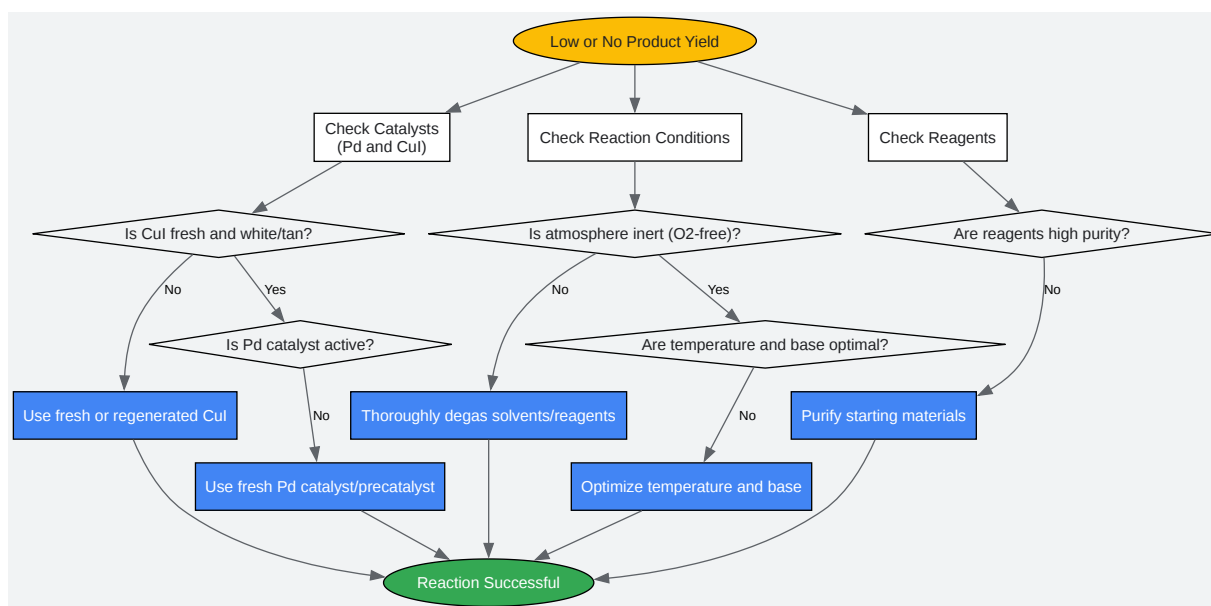 Low or No Product Yield
Check Catalysts
(Pd and CuI)
Check Reaction Conditions
Check Reagents
Is CuI fresh and white/tan?
Is atmosphere inert (O2-free)?
Are reagents high purity?
No
Yes
No
Yes
No
Is Pd catalyst active?
Are temperature and base optimal?
Use fresh or regenerated CuI
No
Thoroughly degas solvents/reagents
No
Purify starting materials
Use fresh Pd catalyst/precatalyst
Optimize temperature and base
Reaction Successful